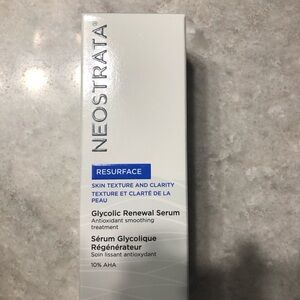 NEOSTRATA®
RESURFACE
SKIN TEXTURE AND CLARITY
TEXTURE ET CLARTÉ DE LA
PEAU
Glycolic Renewal Serum
Antioxidant smoothing
treatment
Sérum Glycolique
Régénérateur
Soin lissant antioxydant
10% AHA